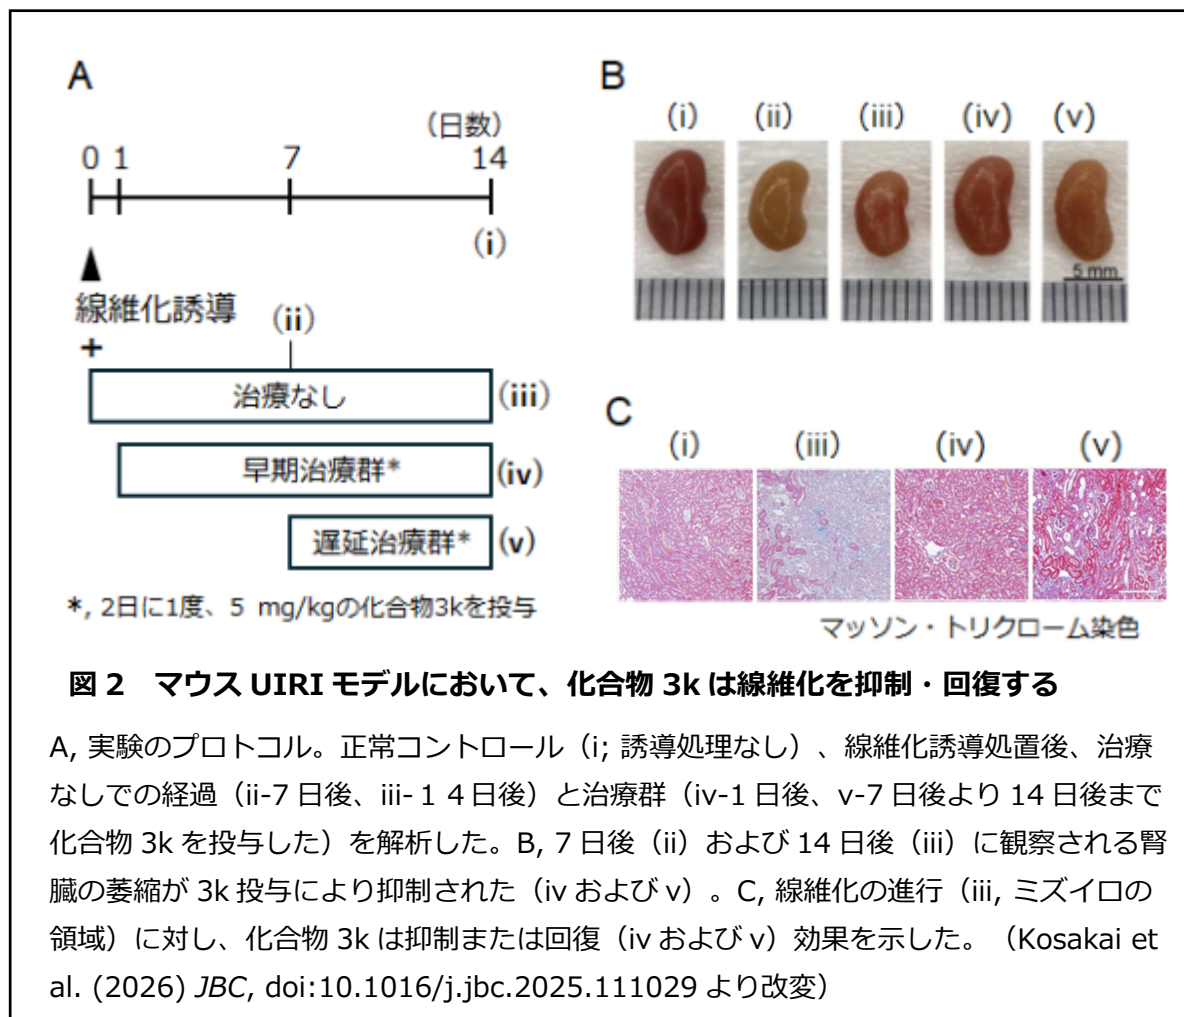 A
（日数）
0 1 7 14
(i)
線維化誘導
+
(ii)
治療なし
(iii)
早期治療群*
(iv)
遅延治療群*
(v)
*, 2日に1度、5 mg/kgの化合物3kを投与
B
(i) (ii) (iii) (iv) (v)
5 mm
C
(i) (iii) (iv) (v)
マッソン・トリクローム染色
図 2 マウス UIRI モデルにおいて、化合物 3k は線維化を抑制・回復する
A, 実験のプロトコル。正常コントロール（i; 誘導処理なし）、線維化誘導処置後、治療
なしでの経過（ii-7 日後、iii-１４日後）と治療群（iv-1 日後、v-7 日後より 14 日後まで
化合物 3k を投与した）を解析した。B, 7 日後（ii）および 14 日後（iii）に観察される腎
臓の萎縮が 3k 投与により抑制された（iv および v）。C, 線維化の進行（iii, ミズイロの
領域）に対し、化合物 3k は抑制または回復（iv および v）効果を示した。（Kosakai et
al. (2026) JBC, doi:10.1016/j.jbc.2025.111029 より改変）